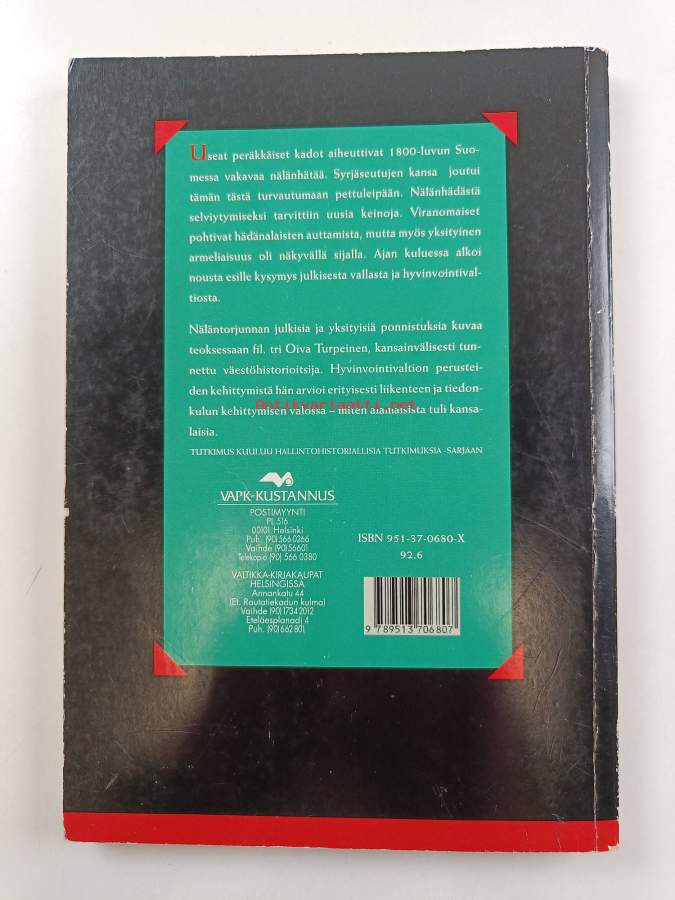 Useat peräkkäiset kadot aiheuttivat 1800-luvun Suo-
messa vakavaa nälänhätää. Syrjäseutujen kansa joutui
tämän tästä turvautumaan pettuleipään. Nälänhädästä
selviytymiseksi tarvittiin uusia keinoja. Viranomaiset
pohtivat hädänalaisten auttamista, mutta myös yksityinen
armeliaisuus oli näkyvällä sijalla. Ajan kuluessa alkoi
nousta esille kysymys julkisesta vallasta ja hyvinvointival-
tiosta.
Näläntorjunnan julkisia ja yksityisiä ponnistuksia kuvaa
teoksessaan fil. tri Oiva Turpeinen, kansainvälisesti tun-
nettu väestöhistorioitsija. Hyvinvointivaltion perustei-
den kehittymistä hän arvioi erityisesti liikenteen ja tiedon-
kulun kehittymisen valossa – miten alamaisista tuli kansa-
laisia.
Antikvariaatti.net
TUTKIMUS KUULUU HALLINTOHISTORIALLISIA TUTKIMUKSIA -SARJAAN
VAPK-KUSTANNUS
POSTIMYYNTI
PL 516
00101 Helsinki
Puh. (90)566 0266
Vaihde (90)56601
Telekopio (90) 566 0380
VALTIKKA-KIRJAKAUPAT
HELSINGISSÄ
Annankatu 44
(Et. Rautatiekadun kulma)
Vaihde (90)1734 2012
Eteläesplanadi 4
Puh. (90)662 801
ISBN 951-37-0680-X
92.6
9 789513 706807